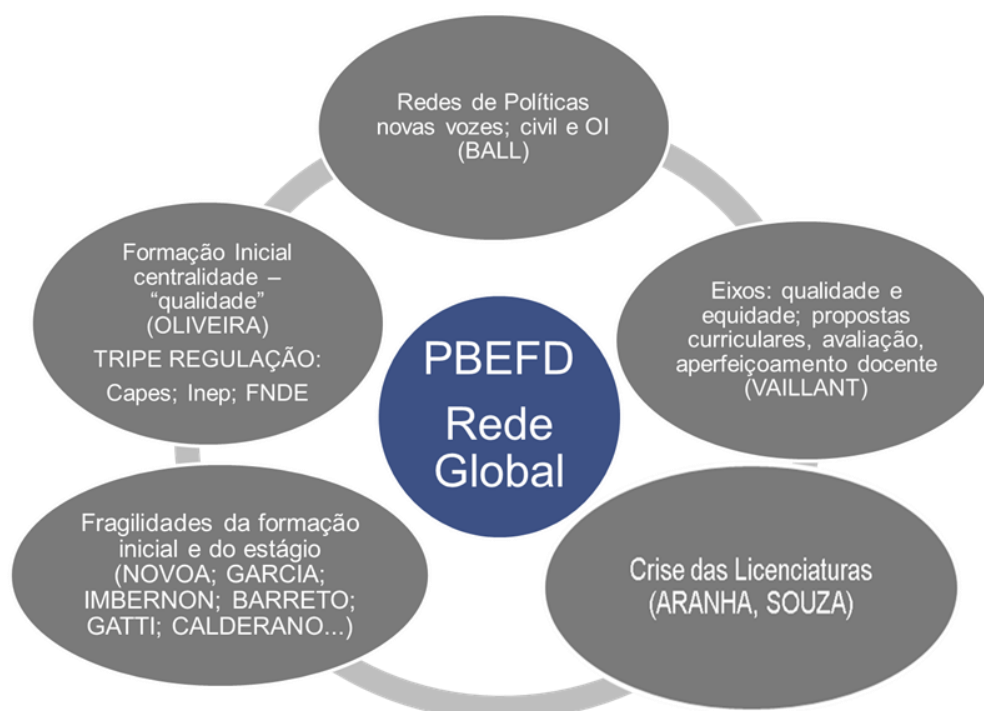 Redes de Políticas
novas vozes; civil e OI
(BALL)
Formação Inicial
centralidade –
“qualidade”
(OLIVEIRA)
TRIPE REGULAÇÃO:
Capes; Inep; FNDE
Eixos: qualidade e
equidade; propostas
curriculares, avaliação,
aperfeiçoamento docente
(VAILLANT)
PBEFD
Rede
Global
Fragilidades da formação
inicial e do estágio
(NOVOA; GARCIA;
IMBERNON; BARRETO;
GATTI; CALDERANO...)
Crise das Licenciaturas
(ARANHA, SOUZA)